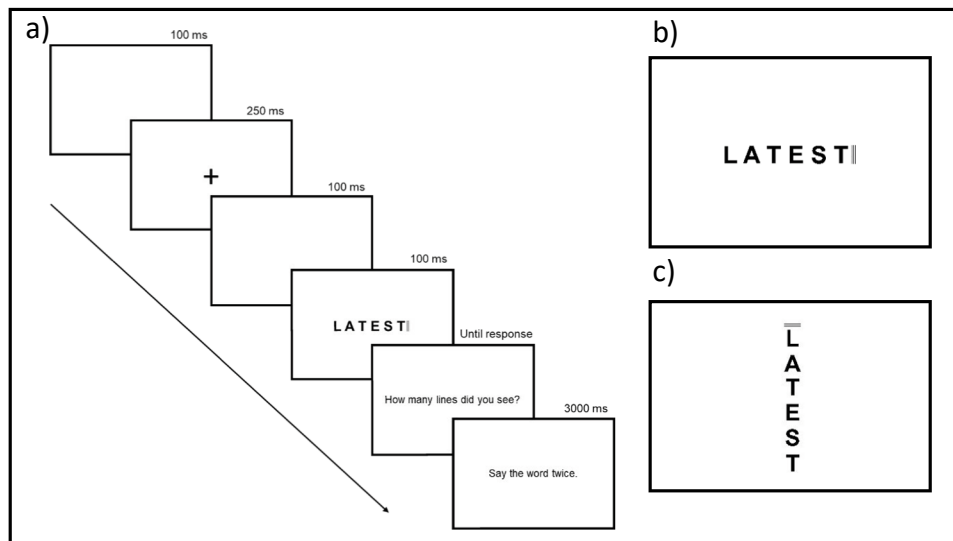 a)
100 ms
250 ms
+
100 ms
100 ms
LATEST
Until response
How many lines did you see?
3000 ms
Say the word twice.
b)
LATEST
c)
L
A
T
E
S
T